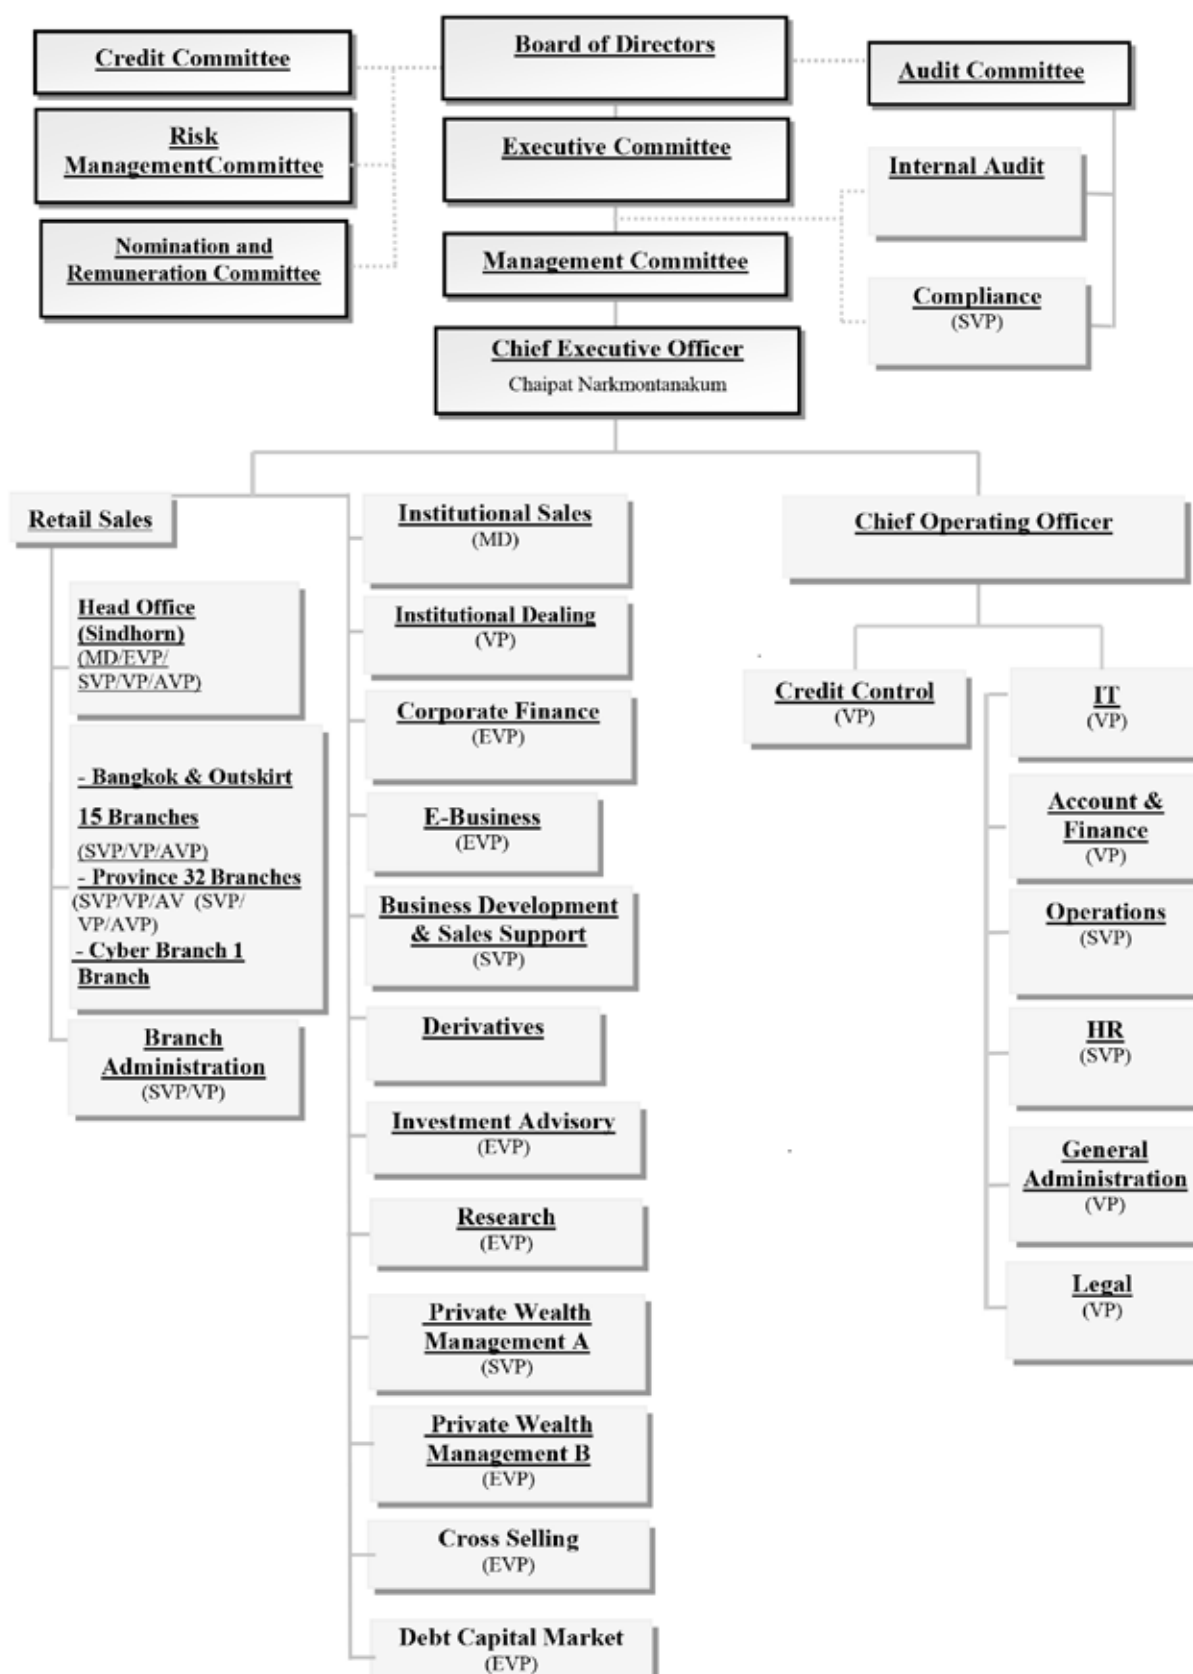 Board of Directors
Credit Committee
Audit Committee
Risk
ManagementCommittee
Executive Committee
Internal Audit
Nomination and
Remuneration Committee
Management Committee
Compliance
(SVP)
Chief Executive Officer
Chaipat Narkmontanakum
Retail Sales
Head Office
(Sindhorn)
(MD/EVP/
SVP/VP/AVP)
- Bangkok & Outskirt
15 Branches
(SVP/VP/AVP)
- Province 32 Branches
(SVP/VP/AV (SVP/
VP/AVP)
- Cyber Branch 1
Branch
Branch
Administration
(SVP/VP)
Institutional Sales
(MD)
Institutional Dealing
(VP)
Corporate Finance
(EVP)
E-Business
(EVP)
Business Development
& Sales Support
(SVP)
Derivatives
Investment Advisory
(EVP)
Research
(EVP)
Private Wealth
Management A
(SVP)
Private Wealth
Management B
(EVP)
Cross Selling
(EVP)
Debt Capital Market
(EVP)
Chief Operating Officer
Credit Control
(VP)
IT
(VP)
Account &
Finance
(VP)
Operations
(SVP)
HR
(SVP)
General
Administration
(VP)
Legal
(VP)